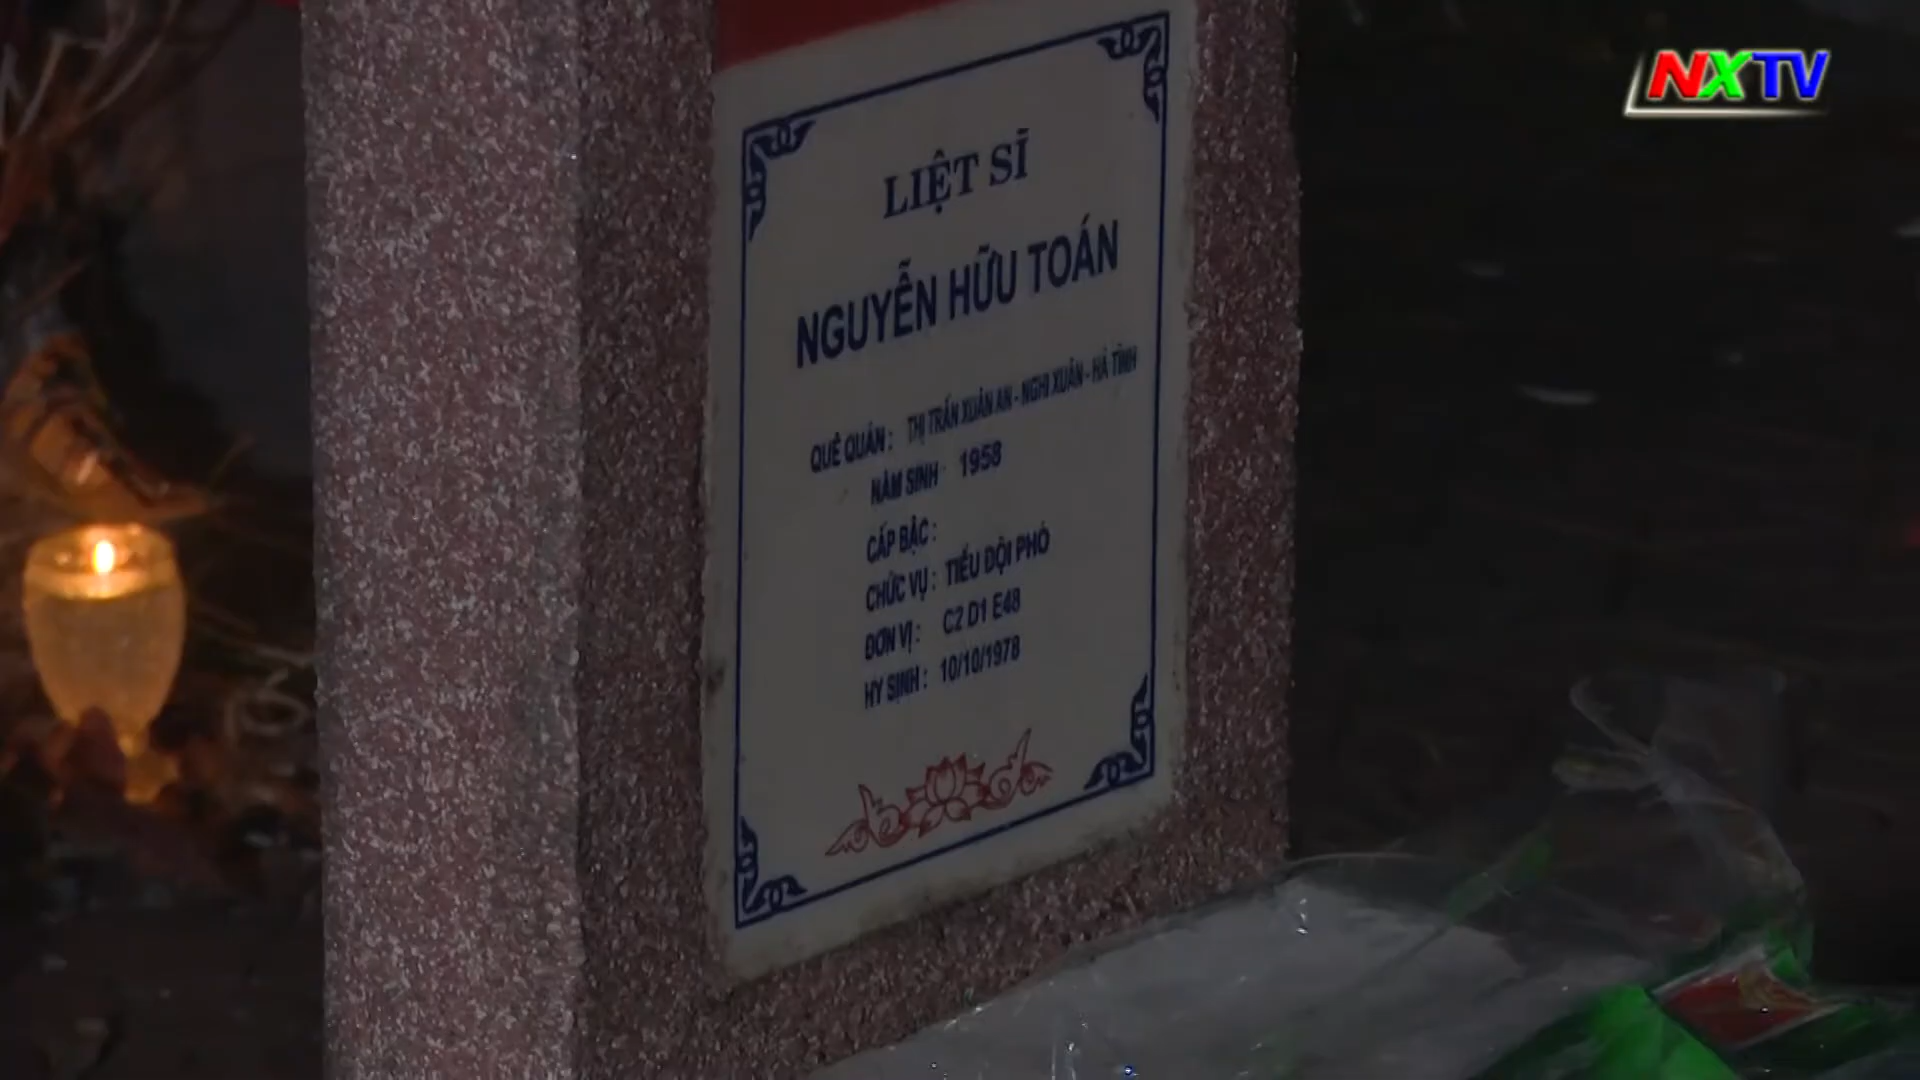 NXTV
LIỆT SĨ
NGUYỄN HỮU TOÁN
QUÊ QUÁN : THỊ TRẤN XUÂN AN - NGHI XUÂN - HÀ TĨNH
NĂM SINH 1958
CẤP BẬC :
CHỨC VỤ : TIỂU ĐỘI PHÓ
ĐƠN VỊ : C2 D1 E48
HY SINH : 10/10/1978